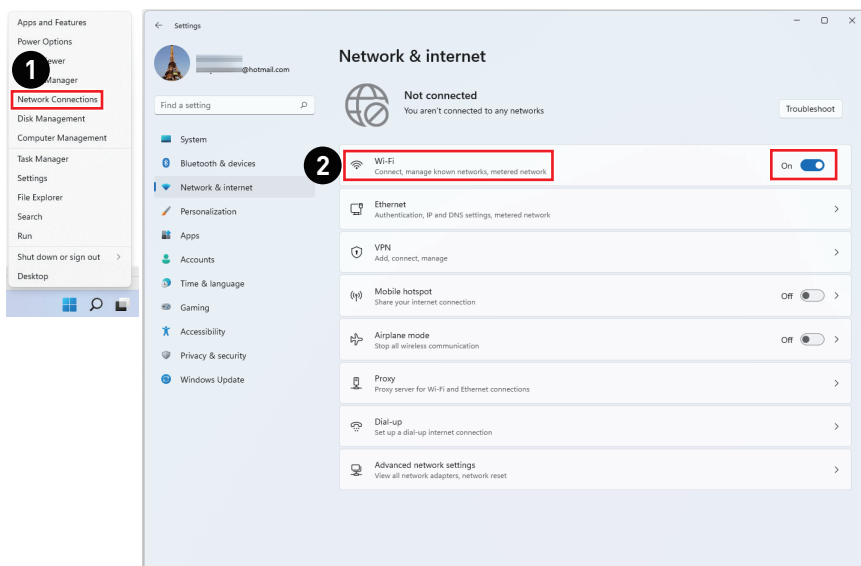 Apps and Features
Power Options
ewer
1
Manager
Network Connections
Disk Management
Computer Management
Task Manager
Settings
File Explorer
Search
Run
Shut down or sign out
Desktop
Settings
@hotmail.com
Find a setting
System
Bluetooth & devices
Network & internet
Personalization
Apps
Accounts
Time & language
Gaming
Accessibility
Privacy & security
Windows Update
Network & internet
Not connected
You aren't connected to any networks
Troubleshoot
2
Wi-Fi
Connect, manage known networks, metered network
On
Ethernet
Authentication, IP and DNS settings, metered network
VPN
Add, connect, manage
Mobile hotspot
Share your internet connection
Off
Airplane mode
Stop all wireless communication
Off
Proxy
Proxy server for Wi-Fi and Ethernet connections
Dial-up
Set up a dial-up internet connection
Advanced network settings
View all network adapters, network reset